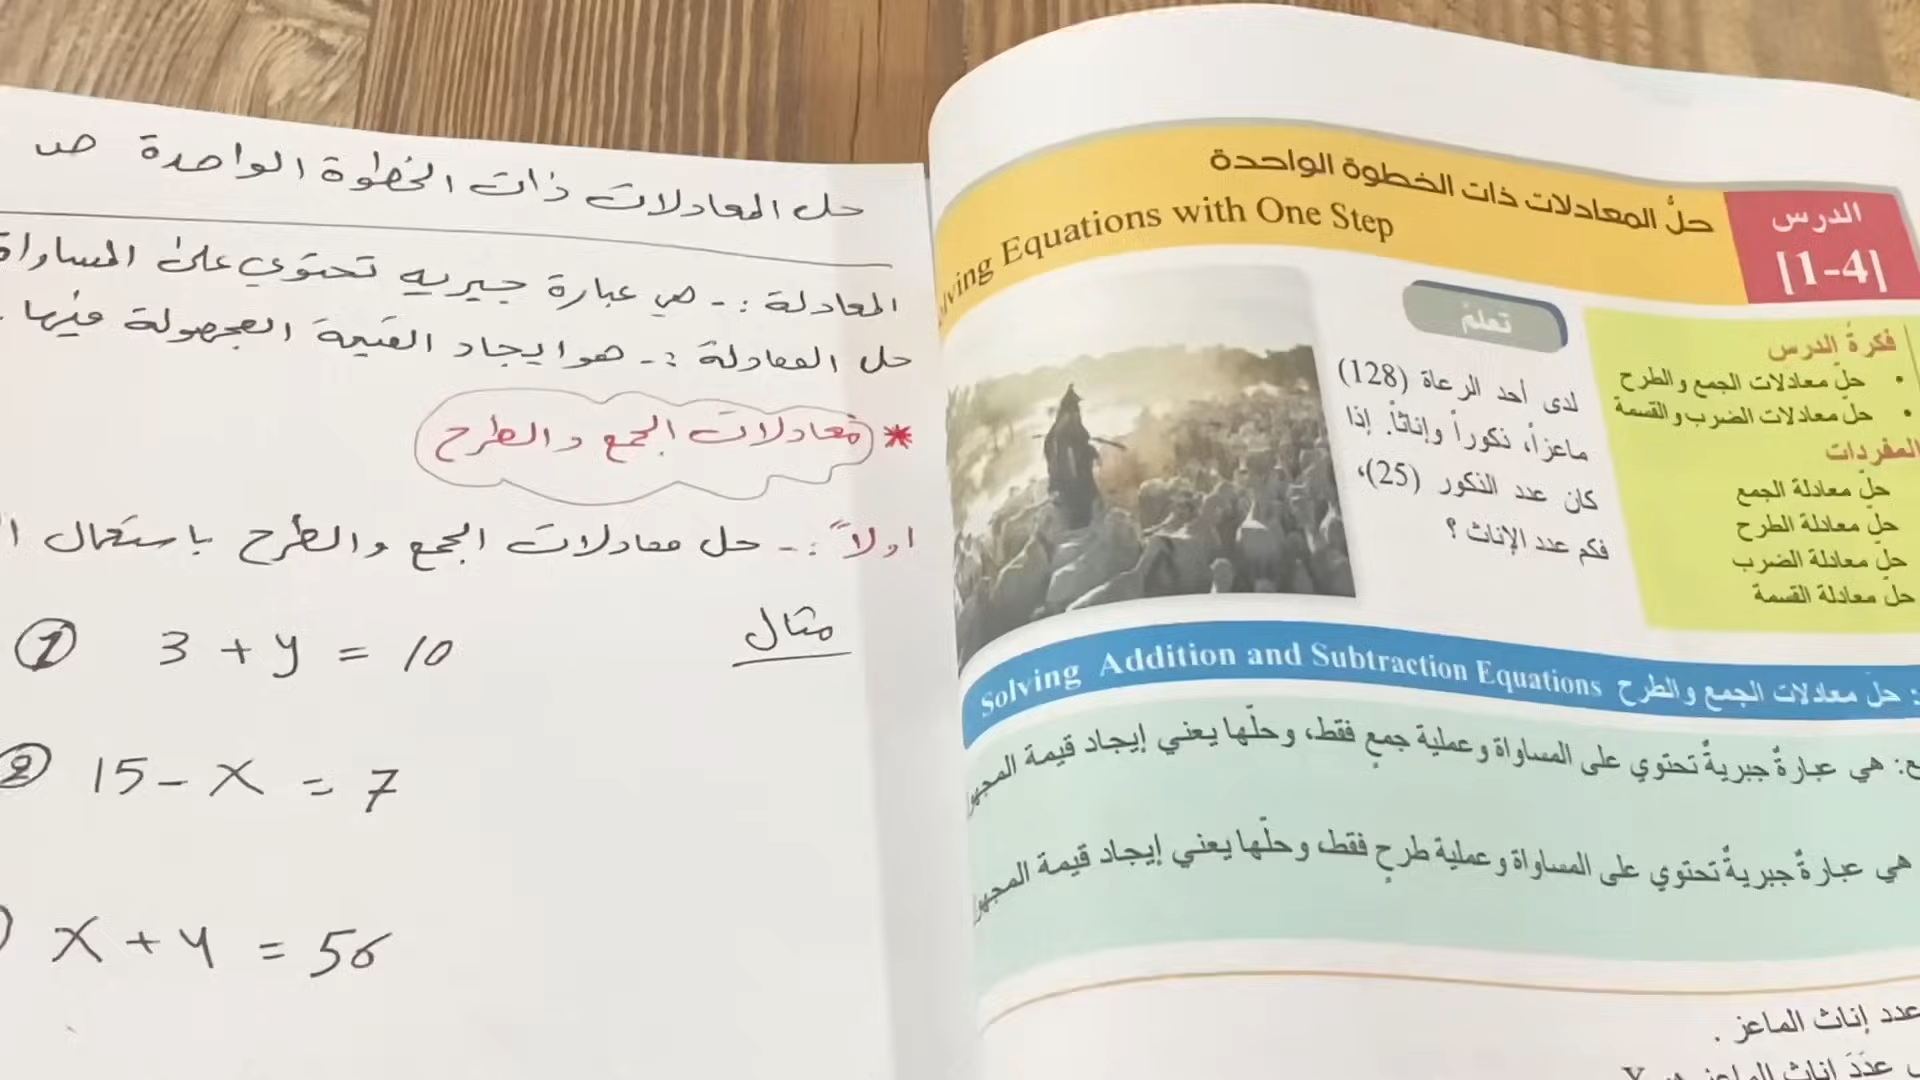 حل المعادلات ذات الخطوة الواحدة ص
المعادلة :- هي عبارة جبريه تحتوي على المساواة
حل المعادلة :- هو ايجاد القيمة المجهولة فيها .
* معادلات الجمع والطرح
اولاً :- حل معادلات الجمع والطرح باستعمال
مثال
① 3 + y = 10
② 15 - x = 7
x + y = 56
الدرس
[1-4]
حلُّ المعادلات ذات الخطوة الواحدة
Equations with One Step
فكرةُ الدرس
• حلّ معادلات الجمع والطرح
• حلّ معادلات الضرب والقسمة
المفردات
حلّ معادلة الجمع
حلّ معادلة الطرح
حلّ معادلة الضرب
حلّ معادلة القسمة
تعلم
لدى أحد الرعاة (128)
ماعزاً، ذكوراً وإناثاً. إذا
كان عدد الذكور (25)،
فكم عدد الإناث ؟
: حلّ معادلات الجمع والطرح Solving Addition and Subtraction Equations
: هي عبارةٌ جبريةٌ تحتوي على المساواة وعملية جمعٍ فقط، وحلّها يعني إيجاد قيمة
هي عبارةٌ جبريةٌ تحتوي على المساواة وعملية طرحٍ فقط، وحلّها يعني إيجاد قيمة
عدد إناث الماعز .
عَدَدَ إناث الماعز هو Y